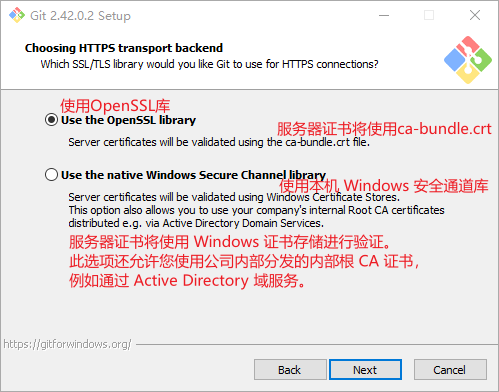 Git 2.42.0.2 Setup
Choosing HTTPS transport backend
Which SSL/TLS library would you like Git to use for HTTPS connections?
使用OpenSSL库
Use the OpenSSL library
服务器证书将使用ca-bundle.crt
Server certificates will be validated using the ca-bundle.crt file.
Use the native Windows Secure Channel library
使用本机 Windows 安全通道库
Server certificates will be validated using Windows Certificate Stores.
This option also allows you to use your company's internal Root CA certificates
distributed e.g. via Active Directory Domain Services.
服务器证书将使用 Windows 证书存储进行验证。
此选项还允许您使用公司内部分发的内部根 CA 证书，
例如通过 Active Directory 域服务。
https://gitforwindows.org/
Back
Next
Cancel